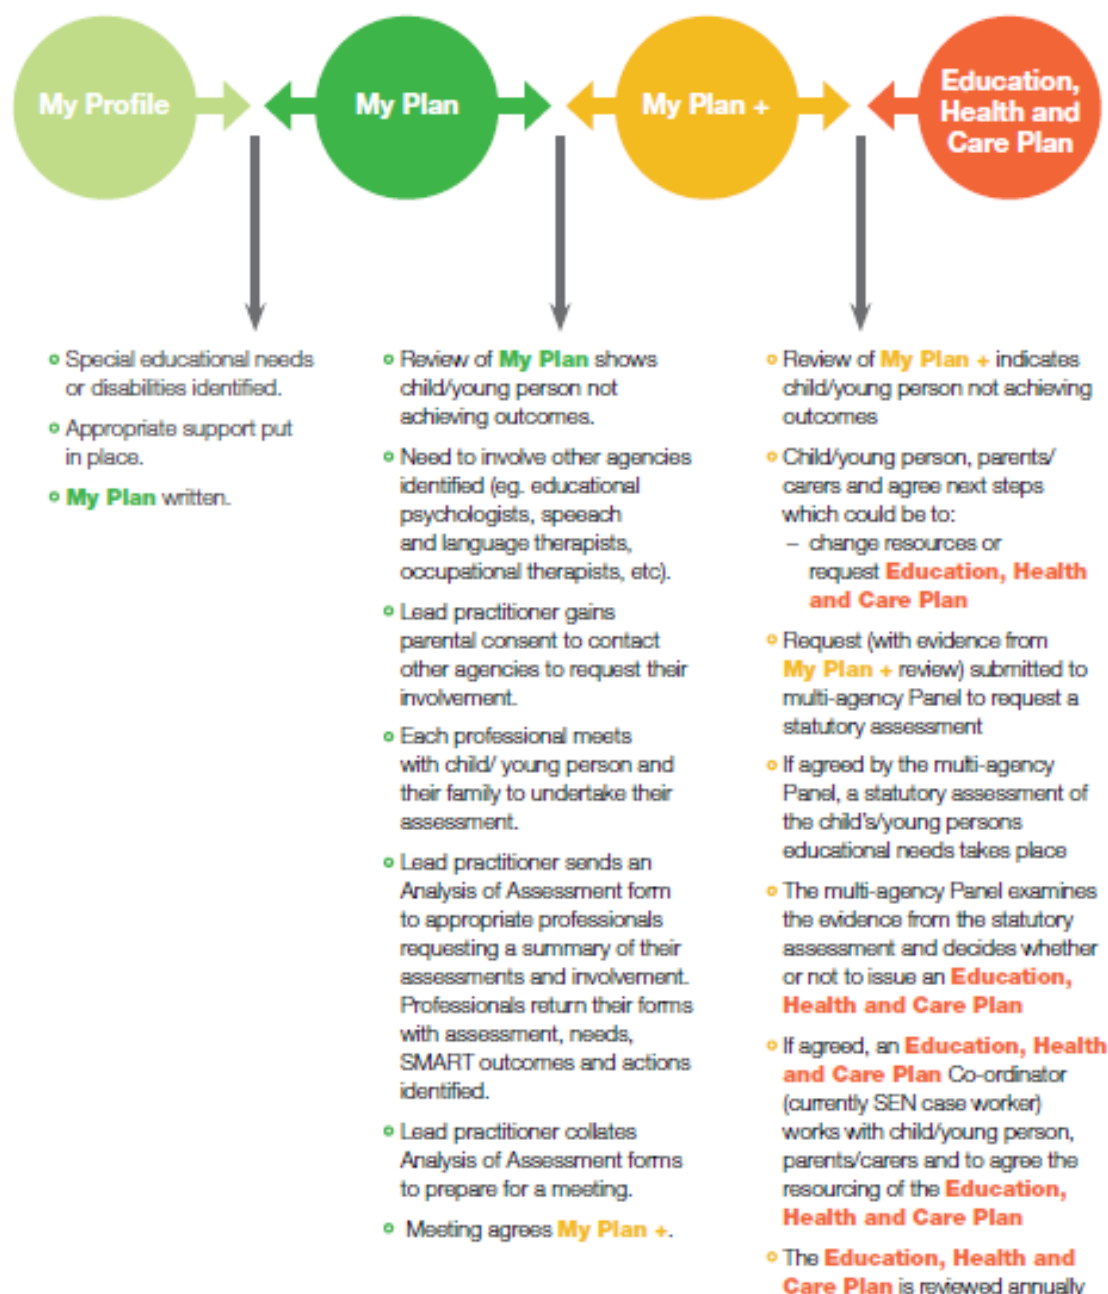 My Profile
My Plan
My Plan +
Education,
Health and
Care Plan
Special educational needs
or disabilities identified.
Appropriate support put
in place.
My Plan written.
Review of My Plan shows
child/young person not
achieving outcomes.
Need to involve other agencies
identified (eg. educational
psychologists, speeach
and language therapists,
occupational therapists, etc).
Lead practitioner gains
parental consent to contact
other agencies to request their
involvement.
Each professional meets
with child/ young person and
their family to undertake their
assessment.
Lead practitioner sends an
Analysis of Assessment form
to appropriate professionals
requesting a summary of their
assessments and involvement.
Professionals return their forms
with assessment, needs,
SMART outcomes and actions
identified.
Lead practitioner collates
Analysis of Assessment forms
to prepare for a meeting.
Meeting agrees My Plan +.
Review of My Plan + indicates
child/young person not achieving
outcomes
Child/young person, parents/
carers and agree next steps
which could be to:
– change resources or
request Education, Health
and Care Plan
Request (with evidence from
My Plan + review) submitted to
multi-agency Panel to request a
statutory assessment
If agreed by the multi-agency
Panel, a statutory assessment of
the child's/young persons
educational needs takes place
The multi-agency Panel examines
the evidence from the statutory
assessment and decides whether
or not to issue an Education,
Health and Care Plan
If agreed, an Education, Health
and Care Plan Co-ordinator
(currently SEN case worker)
works with child/young person,
parents/carers and to agree the
resourcing of the Education,
Health and Care Plan
The Education, Health and
Care Plan is reviewed annually